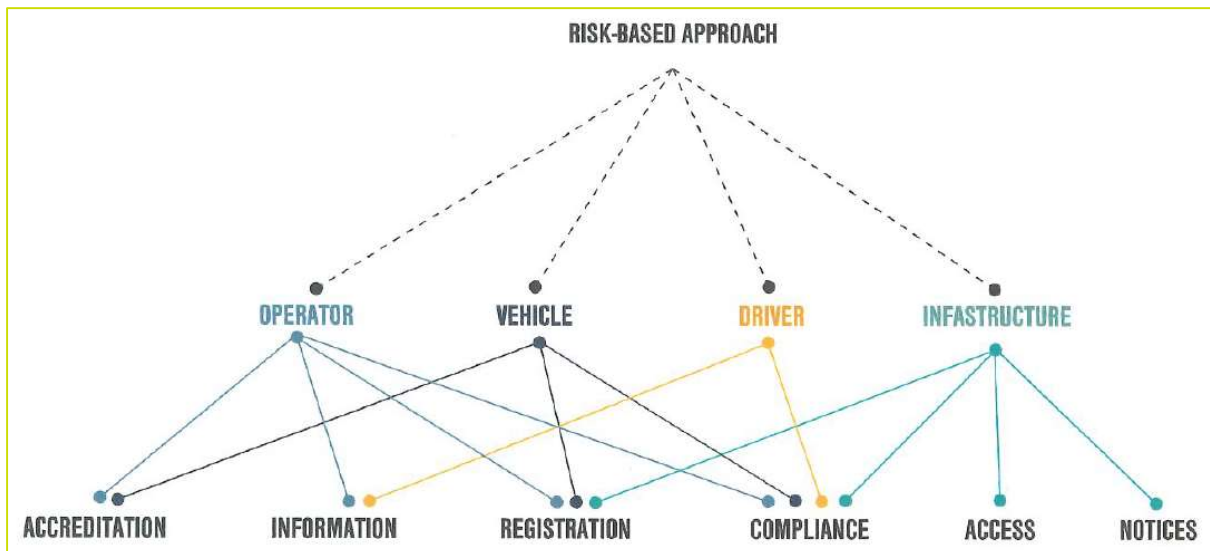 RISK-BASED APPROACH
OPERATOR VEHICLE DRIVER INFASTRUCTURE
ACCREDITATION INFORMATION REGISTRATION COMPLIANCE ACCESS NOTICES